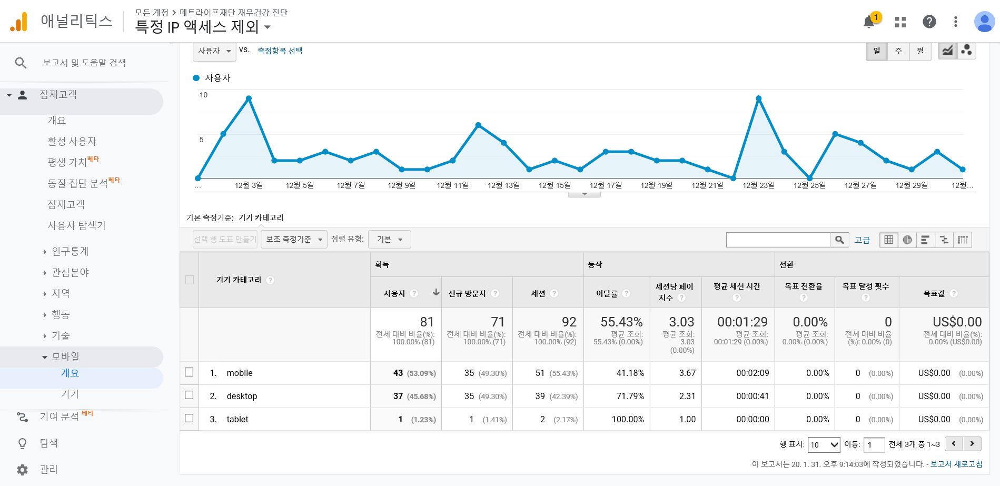 애널리틱스
모든 계정 > 메트라이프재단 재무건강 진단
특정 IP 액세스 제외
1
보고서 및 도움말 검색
잠재고객
개요
활성 사용자
평생 가치 베타
동질 집단 분석 베타
잠재고객
사용자 탐색기
인구통계
관심분야
지역
행동
기술
모바일
개요
기기
기여 분석 베타
탐색
관리
사용자 vs. 측정항목 선택
일 주 월
사용자
10
5
... 12월 3일 12월 5일 12월 7일 12월 9일 12월 11일 12월 13일 12월 15일 12월 17일 12월 19일 12월 21일 12월 23일 12월 25일 12월 27일 12월 29일 12월...
기본 측정기준: 기기 카테고리
선택 행 도표 만들기 보조 측정기준 정렬 유형: 기본 고급
기기 카테고리 ?
획득 동작 전환
사용자 ? 신규 방문자 ? 세션 ? 이탈률 ? 세션당 페이지수 ? 평균 세션 시간 ? 목표 전환율 ? 목표 달성 횟수 ? 목표값 ?
81 71 92 55.43% 3.03 00:01:29 0.00% 0 US$0.00
전체 대비 비율(%): 100.00% (81) 전체 대비 비율(%): 100.00% (71) 전체 대비 비율(%): 100.00% (92) 평균 조회: 55.43% (0.00%) 평균 조회: 3.03 (0.00%) 평균 조회: 00:01:29 (0.00%) 평균 조회: 0.00% (0.00%) 전체 대비 비율(%): 0.00% (0) 전체 대비 비율(%): 0.00% (US$0.00)
1. mobile 43 (53.09%) 35 (49.30%) 51 (55.43%) 41.18% 3.67 00:02:09 0.00% 0 (0.00%) US$0.00 (0.00%)
2. desktop 37 (45.68%) 35 (49.30%) 39 (42.39%) 71.79% 2.31 00:00:41 0.00% 0 (0.00%) US$0.00 (0.00%)
3. tablet 1 (1.23%) 1 (1.41%) 2 (2.17%) 100.00% 1.00 00:00:00 0.00% 0 (0.00%) US$0.00 (0.00%)
행 표시: 10 이동: 1 전체 3개 중 1~3
이 보고서는 20. 1. 31. 오후 9:14:03에 작성되었습니다. - 보고서 새로고침